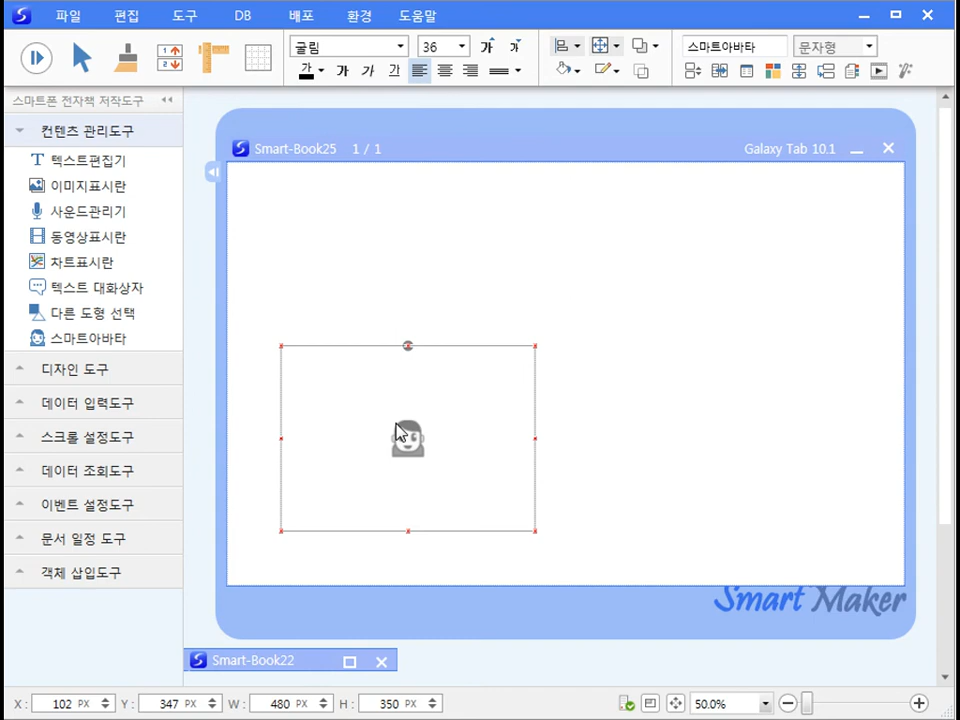 파일 편집 도구 DB 배포 환경 도움말
굴림 36 가 가 스마트아바타 문자형
가 가 가 가
스마트폰 전자책 저작도구
컨텐츠 관리도구
텍스트편집기
이미지표시란
사운드관리기
동영상표시란
차트표시란
텍스트 대화상자
다른 도형 선택
스마트아바타
디자인 도구
데이터 입력도구
스크롤 설정도구
데이터 조회도구
이벤트 설정도구
문서 일정 도구
객체 삽입도구
Smart-Book25 1 / 1 Galaxy Tab 10.1
Smart Maker
Smart-Book22
X : 102 PX Y : 347 PX W : 480 PX H : 350 PX 50.0%